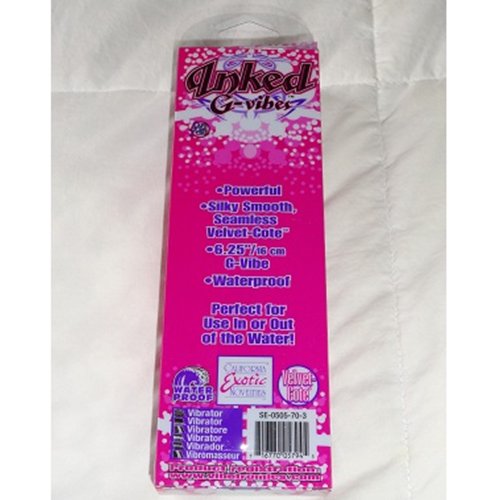 Inked
G-vibes
•Powerful
•Silky Smooth,
Seamless
Velvet-Cote™
•6.25"/16 cm
G-Vibe
•Waterproof
Perfect for
Use In or Out
of the Water!
WATER
PROOF
CALIFORNIA
Exotic
NOVELTIES
Velvet
Cote!
Vibrator
Vibrator
Vibratore
Vibrator
Vibrador
Vibromasseur
SE-0505-70-3